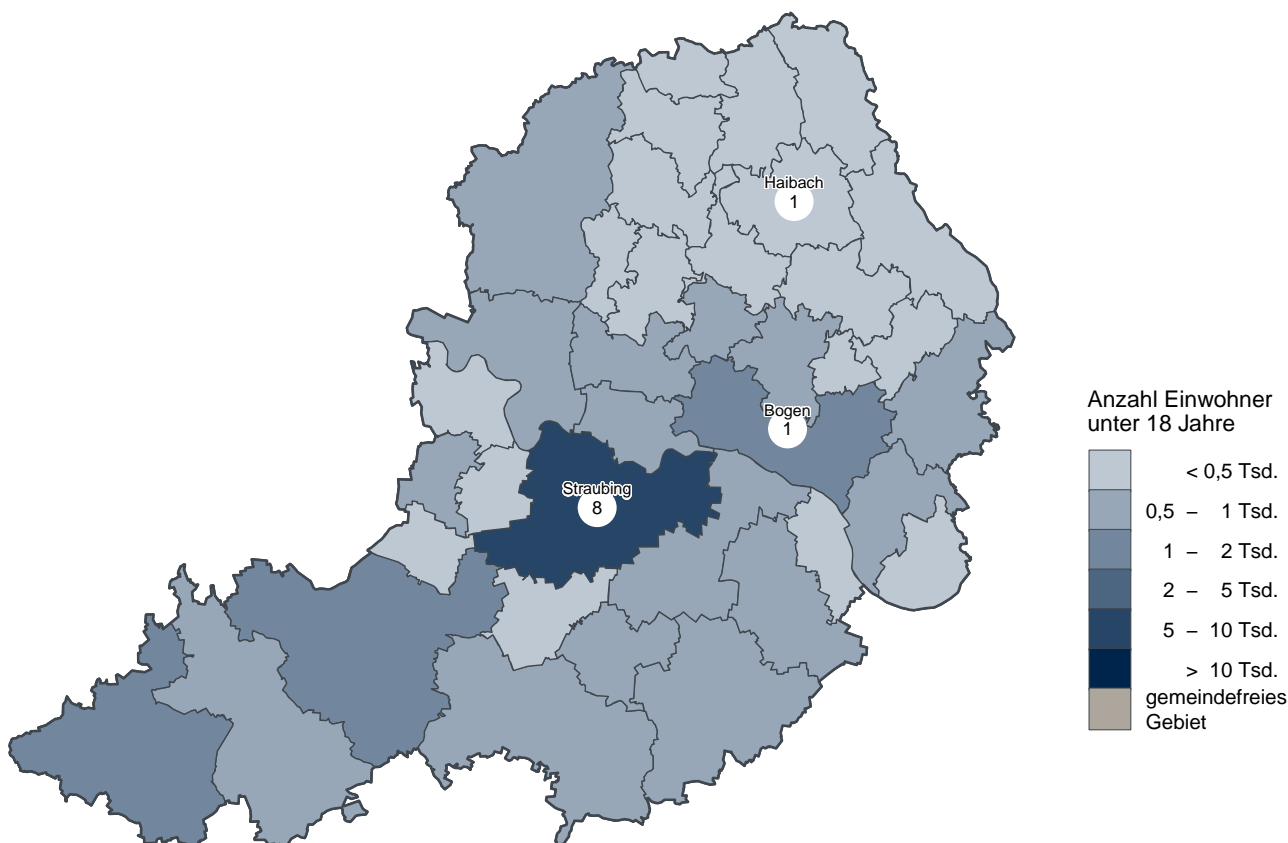 Haibach
1
Bogen
1
Straubing
8
Anzahl Einwohner
unter 18 Jahre
< 0,5 Tsd.
0,5 – 1 Tsd.
1 – 2 Tsd.
2 – 5 Tsd.
5 – 10 Tsd.
> 10 Tsd.
gemeindefreies
Gebiet